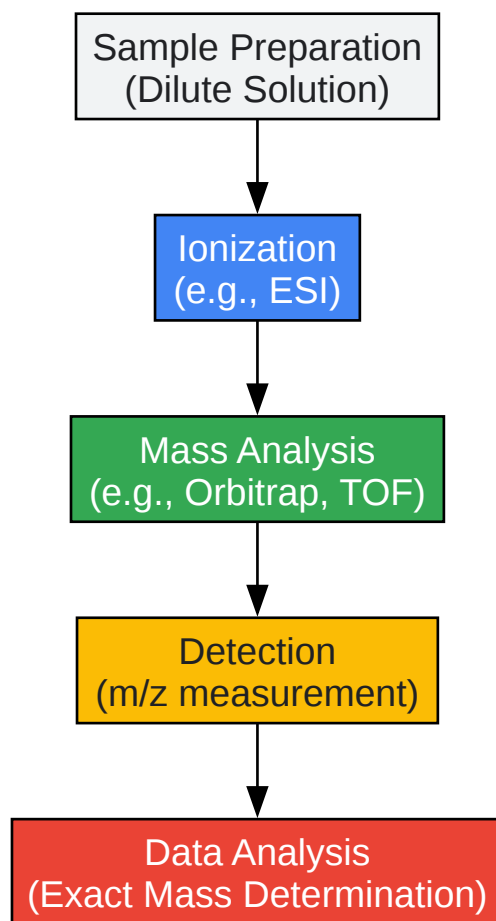 Sample Preparation
(Dilute Solution)
Ionization
(e.g., ESI)
Mass Analysis
(e.g., Orbitrap, TOF)
Detection
(m/z measurement)
Data Analysis
(Exact Mass Determination)